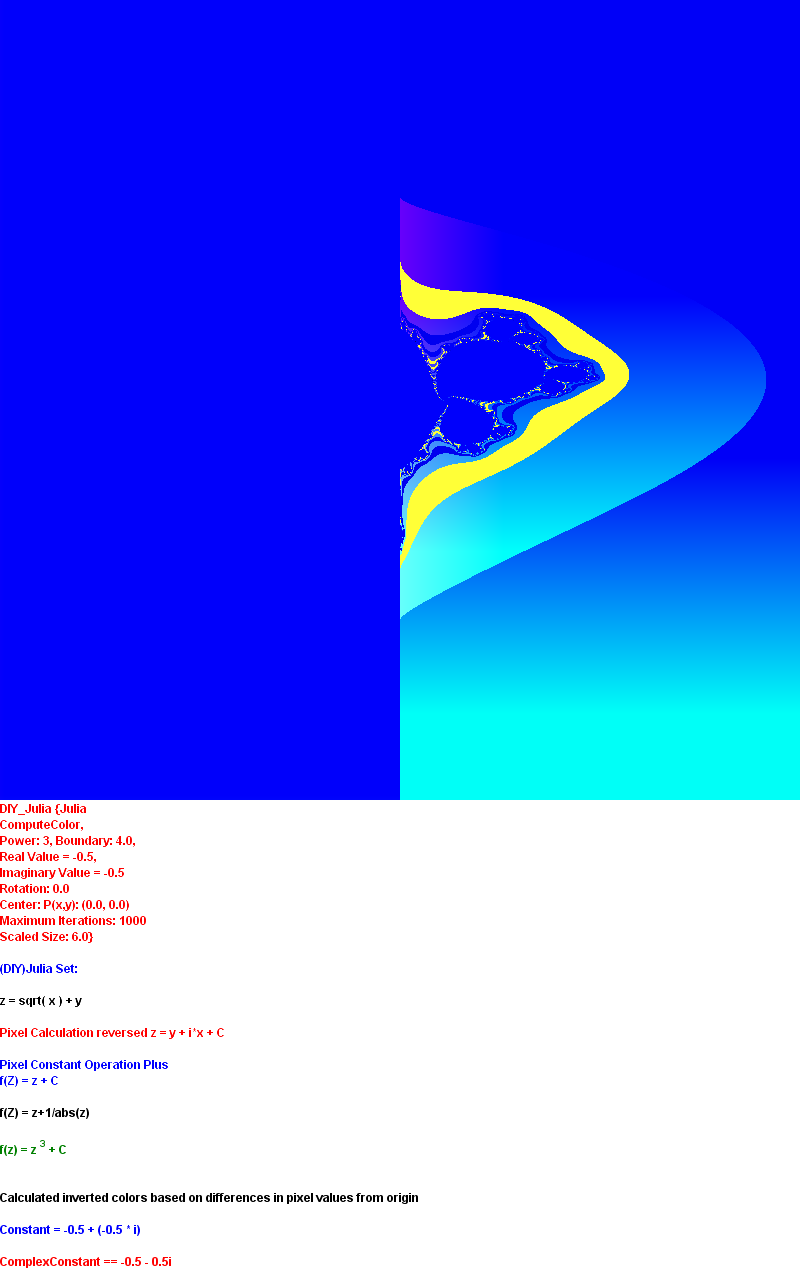 DIY_Julia {Julia
ComputeColor,
Power: 3, Boundary: 4.0,
Real Value = -0.5,
Imaginary Value = -0.5
Rotation: 0.0
Center: P(x,y): (0.0, 0.0)
Maximum Iterations: 1000
Scaled Size: 6.0}
(DIY)Julia Set:
z = sqrt( x ) + y
Pixel Calculation reversed z = y + i*x + C
Pixel Constant Operation Plus
f(Z) = z + C
f(Z) = z+1/abs(z)
f(z) = z ³ + C
Calculated inverted colors based on differences in pixel values from origin
Constant = -0.5 + (-0.5 * i)
ComplexConstant == -0.5 - 0.5i